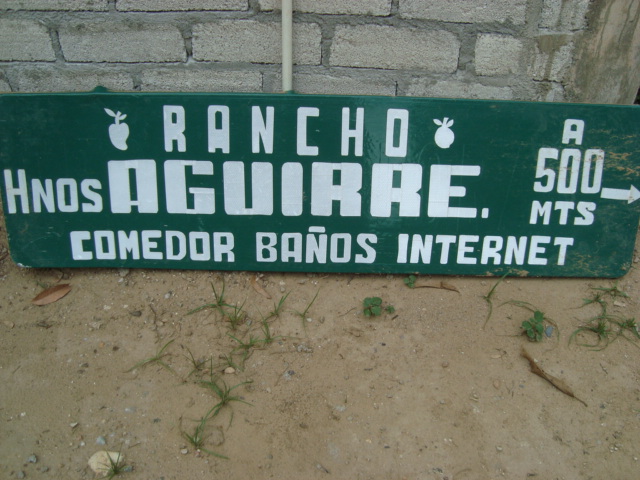 RANCHO
HNOS AGUIRRE.
COMEDOR BAÑOS INTERNET
A
500
MTS